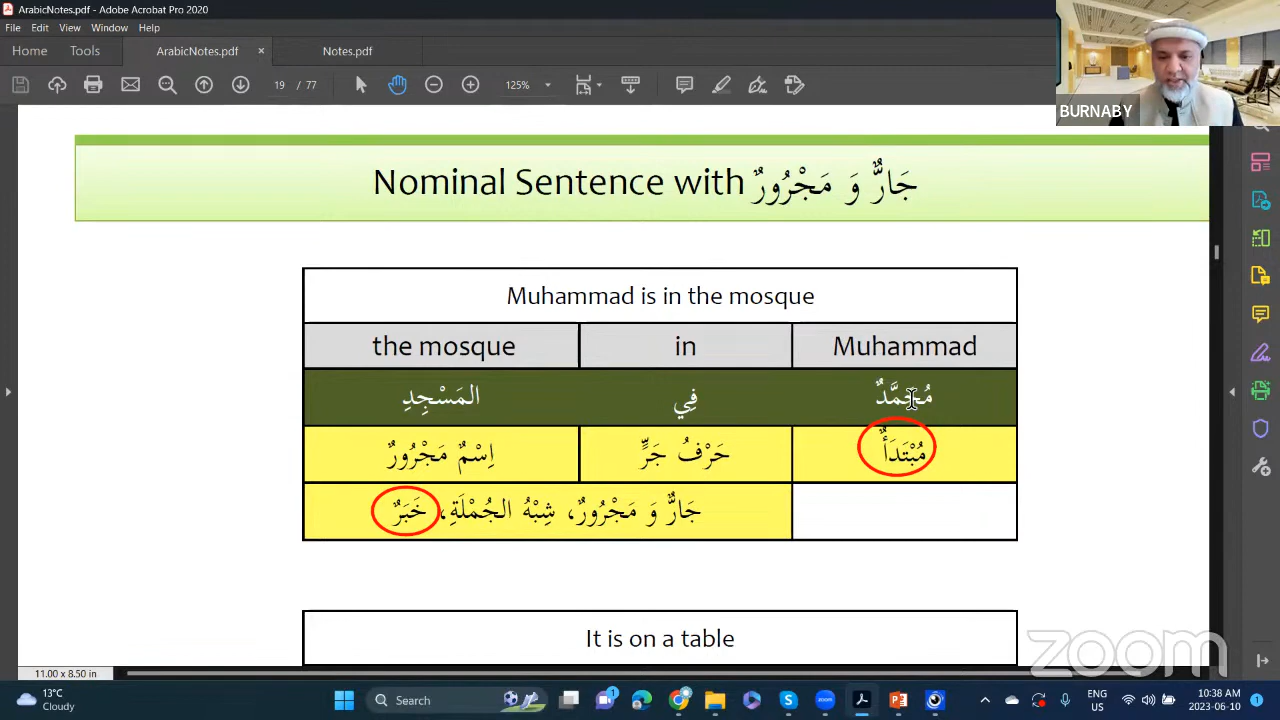 ArabicNotes.pdf - Adobe Acrobat Pro 2020
File Edit View Window Help
Home Tools ArabicNotes.pdf × Notes.pdf
19 / 77 125%
BURNABY
Nominal Sentence with جَارٌّ وَ مَجْرُورٌ
Muhammad is in the mosque
the mosque in Muhammad
مُحَمَّدٌ فِي المَسْجِدِ
مُبْتَدَأٌ حَرْفُ جَرٍّ اِسْمٌ مَجْرُورٌ
جَارٌّ وَ مَجْرُورٌ، شِبْهُ الجُمْلَةِ، خَبَرٌ
It is on a table
zoom
11.00 x 8.50 in
13°C
Cloudy
Search
1
zoom
ENG
US
10:38 AM
2023-06-10